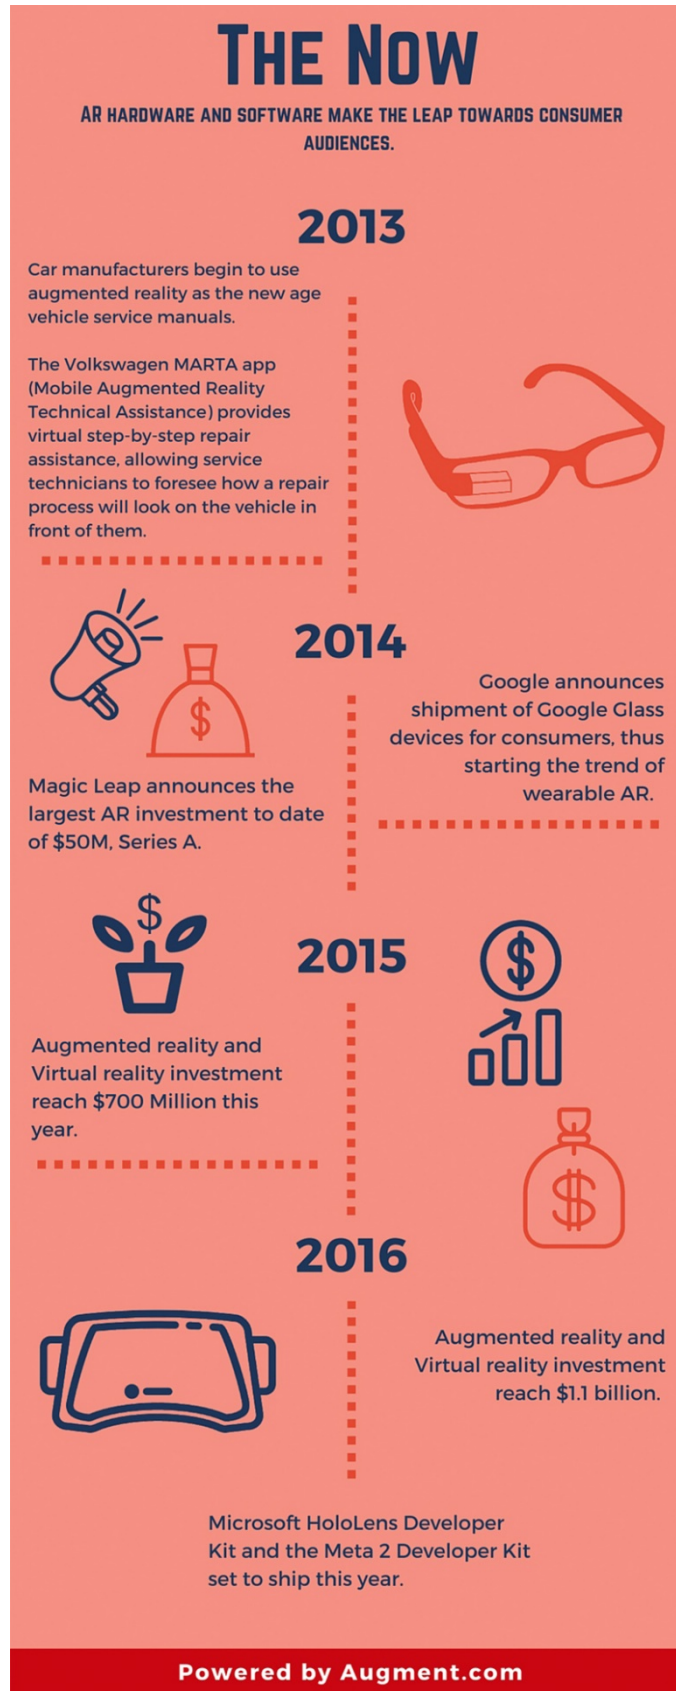 THE NOW
AR HARDWARE AND SOFTWARE MAKE THE LEAP TOWARDS CONSUMER
AUDIENCES.
2013
Car manufacturers begin to use
augmented reality as the new age
vehicle service manuals.
The Volkswagen MARTA app
(Mobile Augmented Reality
Technical Assistance) provides
virtual step-by-step repair
assistance, allowing service
technicians to foresee how a repair
process will look on the vehicle in
front of them.
2014
Google announces
shipment of Google Glass
devices for consumers, thus
starting the trend of
wearable AR.
$
Magic Leap announces the
largest AR investment to date
of $50M, Series A.
$
2015
$
Augmented reality and
Virtual reality investment
reach $700 Million this
year.
$
2016
Augmented reality and
Virtual reality investment
reach $1.1 billion.
Microsoft HoloLens Developer
Kit and the Meta 2 Developer Kit
set to ship this year.
Powered by Augment.com